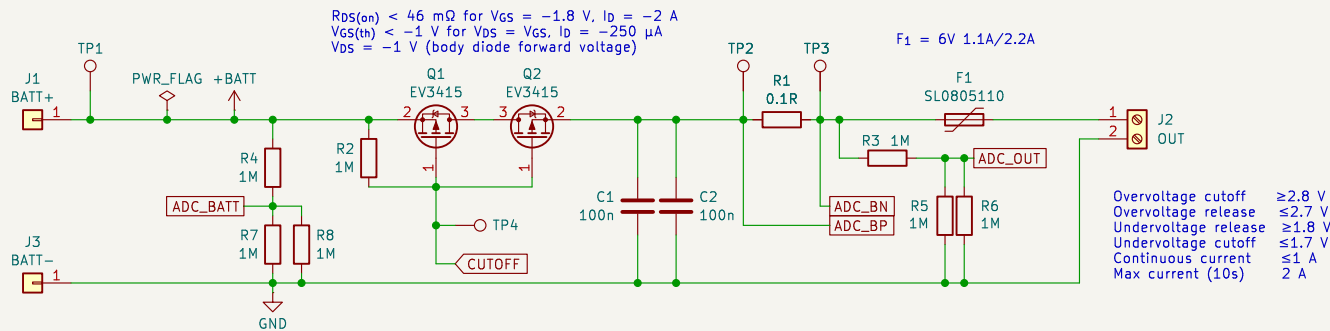 RDS(on) < 46 mΩ for VGS = −1.8 V, ID = −2 A
VGS(th) < −1 V for VDS = VGS, ID = −250 µA
VDS = −1 V (body diode forward voltage)
F1 = 6V 1.1A/2.2A
TP1
TP2
TP3
J1
BATT+
1
PWR_FLAG
+BATT
Q1
EV3415
2
3
1
Q2
EV3415
3
2
1
R1
0.1R
F1
SL0805110
1
2
J2
OUT
R2
1M
R4
1M
R3 1M
ADC_OUT
ADC_BATT
C1
100n
C2
100n
ADC_BN
ADC_BP
R5
1M
R6
1M
R7
1M
R8
1M
TP4
CUTOFF
J3
BATT−
1
GND
Overvoltage cutoff ≥2.8 V
Overvoltage release ≤2.7 V
Undervoltage release ≥1.8 V
Undervoltage cutoff ≤1.7 V
Continuous current ≤1 A
Max current (10s) 2 A